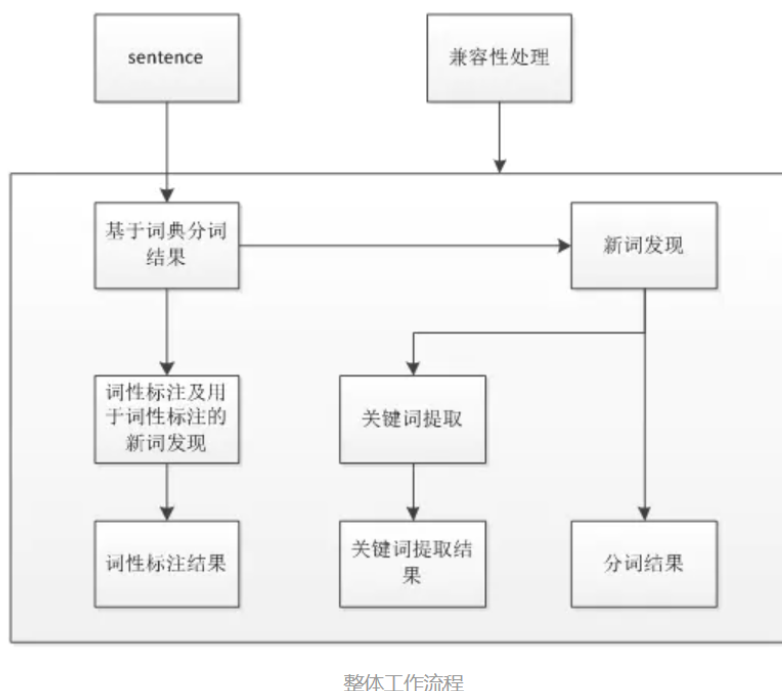 sentence
兼容性处理
基于词典分词
结果
新词发现
词性标注及用
于词性标注的
新词发现
关键词提取
词性标注结果
关键词提取结
果
分词结果
整体工作流程